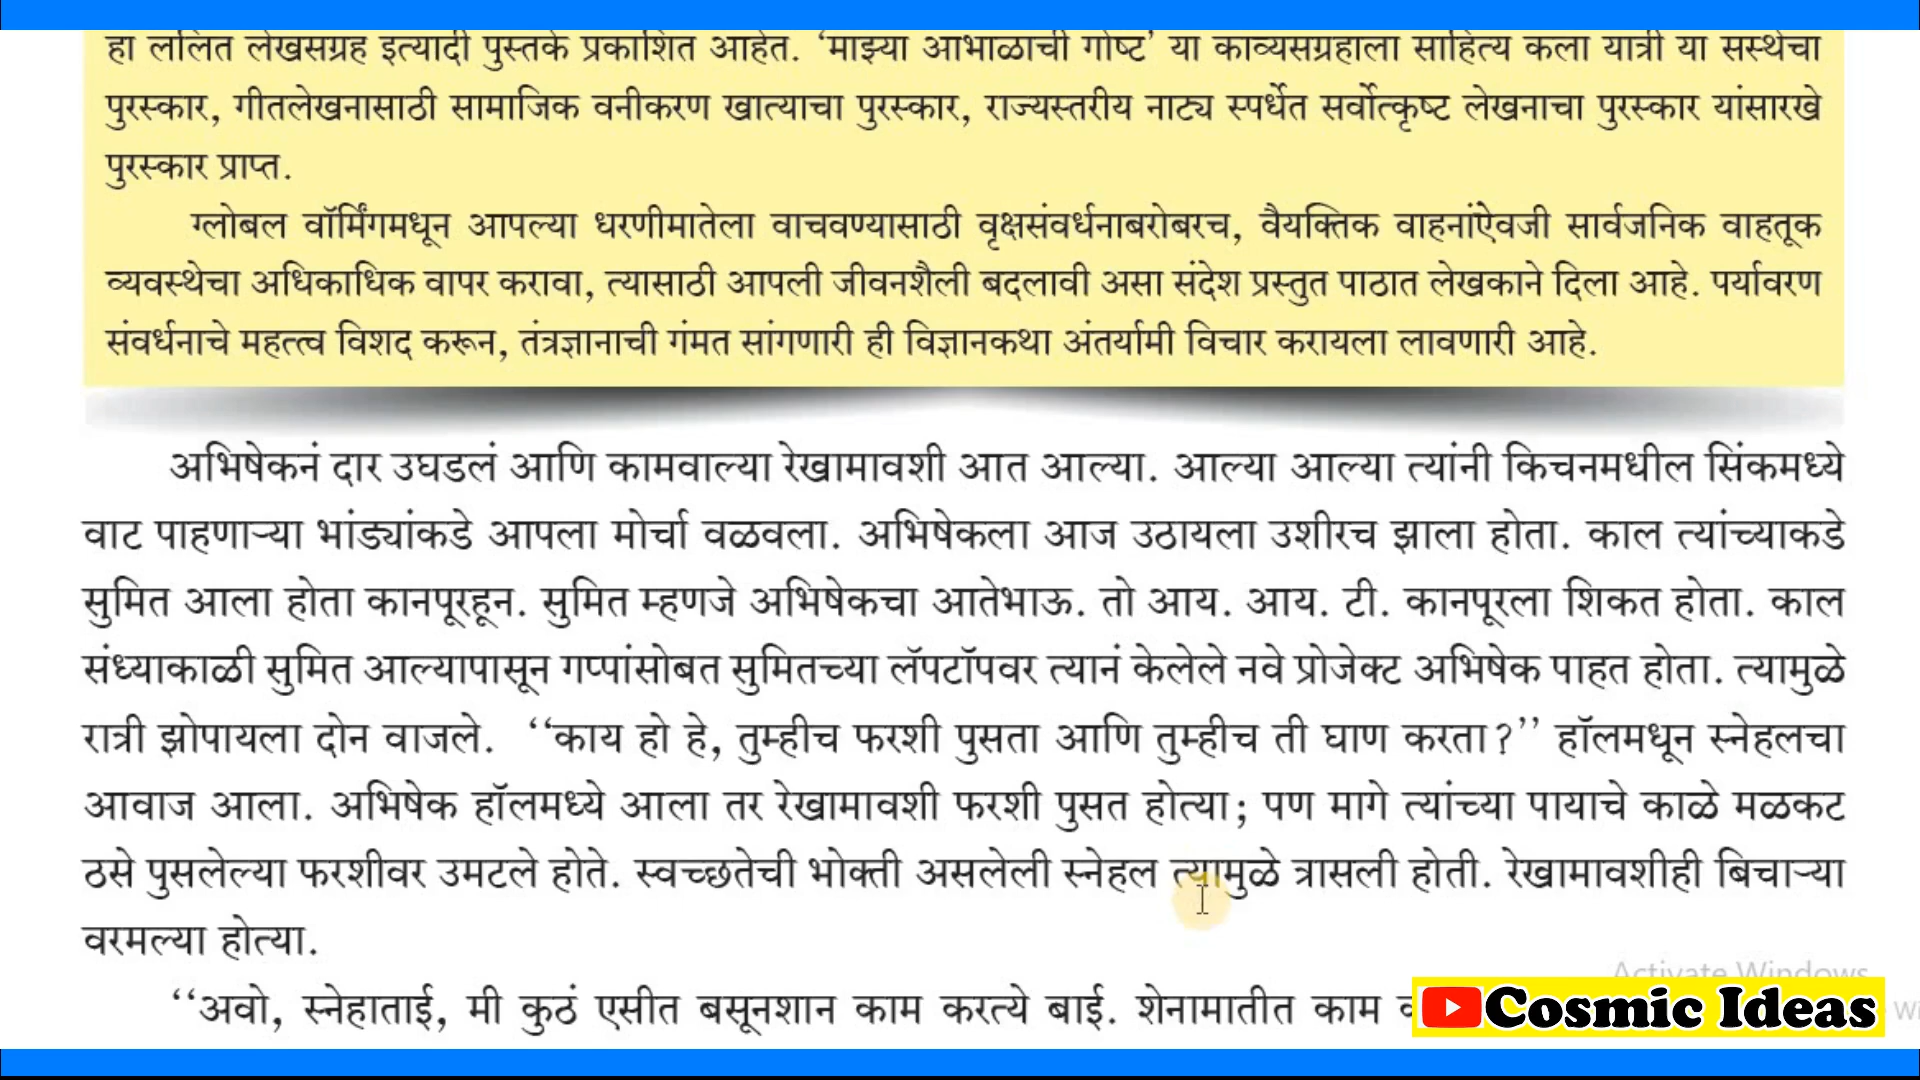 हा ललित लेखसंग्रह इत्यादी पुस्तके प्रकाशित आहेत. ‘माझ्या आभाळाची गोष्ट’ या काव्यसंग्रहाला साहित्य कला यात्री या संस्थेचा
पुरस्कार, गीतलेखनासाठी सामाजिक वनीकरण खात्याचा पुरस्कार, राज्यस्तरीय नाट्य स्पर्धेत सर्वोत्कृष्ट लेखनाचा पुरस्कार यांसारखे
पुरस्कार प्राप्त.
ग्लोबल वॉर्मिंगमधून आपल्या धरणीमातेला वाचवण्यासाठी वृक्षसंवर्धनाबरोबरच, वैयक्तिक वाहनांऐवजी सार्वजनिक वाहतूक
व्यवस्थेचा अधिकाधिक वापर करावा, त्यासाठी आपली जीवनशैली बदलावी असा संदेश प्रस्तुत पाठात लेखकाने दिला आहे. पर्यावरण
संवर्धनाचे महत्त्व विशद करून, तंत्रज्ञानाची गंमत सांगणारी ही विज्ञानकथा अंतर्यामी विचार करायला लावणारी आहे.
अभिषेकनं दार उघडलं आणि कामवाल्या रेखामावशी आत आल्या. आल्या आल्या त्यांनी किचनमधील सिंकमध्ये
वाट पाहणाऱ्या भांड्यांकडे आपला मोर्चा वळवला. अभिषेकला आज उठायला उशीरच झाला होता. काल त्यांच्याकडे
सुमित आला होता कानपूरहून. सुमित म्हणजे अभिषेकचा आतेभाऊ. तो आय. आय. टी. कानपूरला शिकत होता. काल
संध्याकाळी सुमित आल्यापासून गप्पांसोबत सुमितच्या लॅपटॉपवर त्यानं केलेले नवे प्रोजेक्ट अभिषेक पाहत होता. त्यामुळे
रात्री झोपायला दोन वाजले. ‘‘काय हो हे, तुम्हीच फरशी पुसता आणि तुम्हीच ती घाण करता?’’ हॉलमधून स्नेहलचा
आवाज आला. अभिषेक हॉलमध्ये आला तर रेखामावशी फरशी पुसत होत्या; पण मागे त्यांच्या पायाचे काळे मळकट
ठसे पुसलेल्या फरशीवर उमटले होते. स्वच्छतेची भोक्ती असलेली स्नेहल त्यामुळे त्रासली होती. रेखामावशीही बिचाऱ्या
वरमल्या होत्या.
Activate Windows
‘‘अवो, स्नेहाताई, मी कुठं एसीत बसूनशान काम करत्ये बाई. शेनामातीत काम
Cosmic Ideas